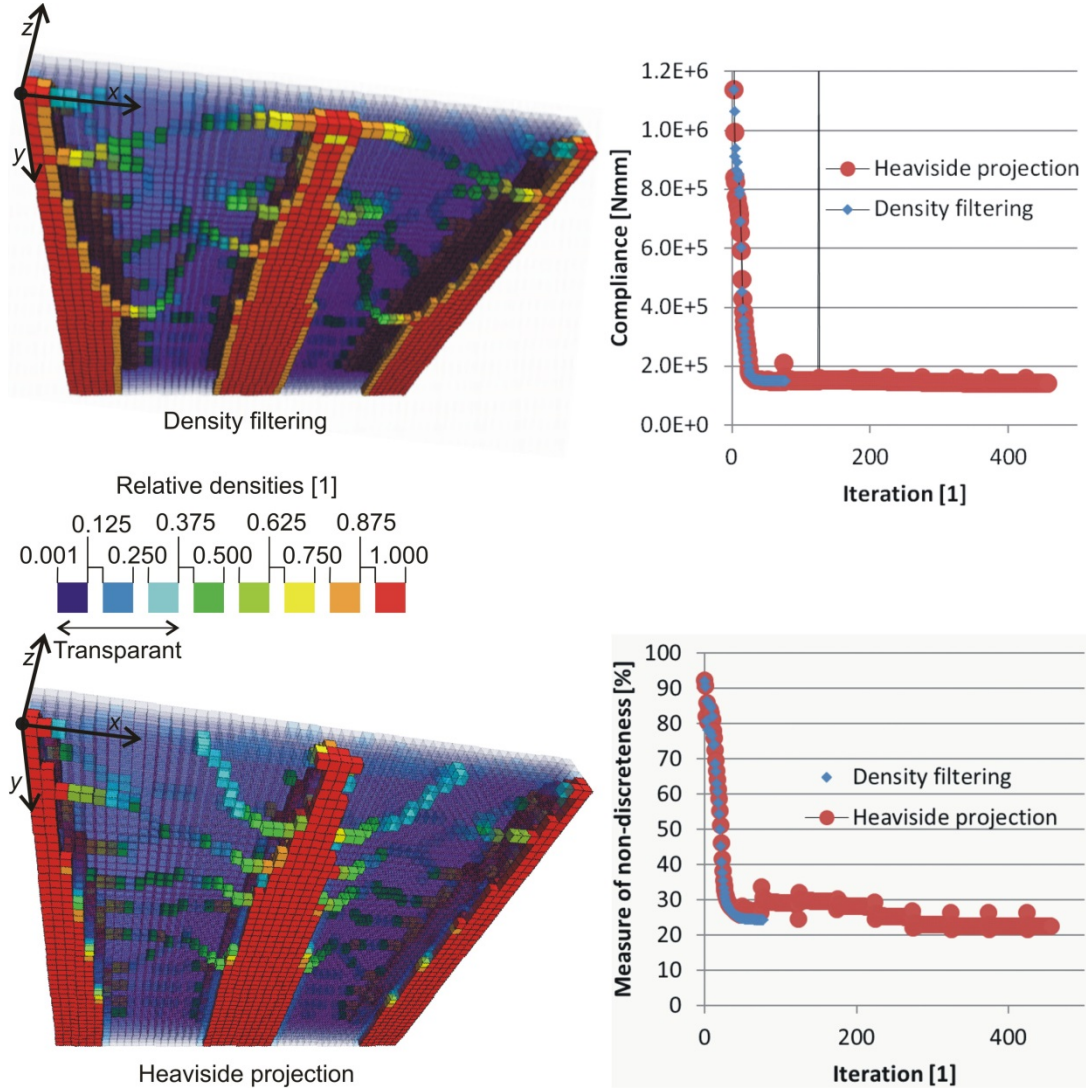 z
x
y
Density filtering
1.2E+6
1.0E+6
8.0E+5
6.0E+5
4.0E+5
2.0E+5
0.0E+0
Compliance [Nmm]
Heaviside projection
Density filtering
0 200 400
Iteration [1]
Relative densities [1]
0.125 0.375 0.625 0.875
0.001 0.250 0.500 0.750 1.000
Transparant
z
x
y
Heaviside projection
100
90
80
70
60
50
40
30
20
10
0
Measure of non-discreteness [%]
Density filtering
Heaviside projection
0 200 400
Iteration [1]